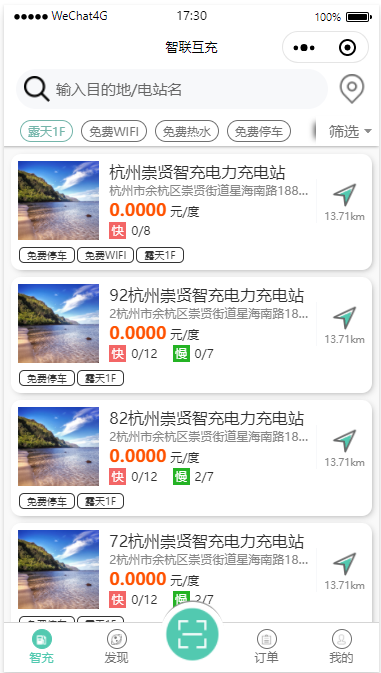 WeChat4G 17:30 100%
智联互充
输入目的地/电站名
露天1F 免费WIFI 免费热水 免费停车 筛选
杭州崇贤智充电力充电站
杭州市余杭区崇贤街道星海南路188...
0.0000 元/度
13.71km
快 0/8
免费停车 免费WIFI 露天1F
92杭州崇贤智充电力充电站
2杭州市余杭区崇贤街道星海南路18...
0.0000 元/度
13.71km
快 0/12 慢 0/7
免费停车 露天1F
82杭州崇贤智充电力充电站
2杭州市余杭区崇贤街道星海南路18...
0.0000 元/度
13.71km
快 0/12 慢 2/7
免费停车 露天1F
72杭州崇贤智充电力充电站
2杭州市余杭区崇贤街道星海南路18...
0.0000 元/度
13.71km
快 0/12 慢 2/7
智充 发现 订单 我的